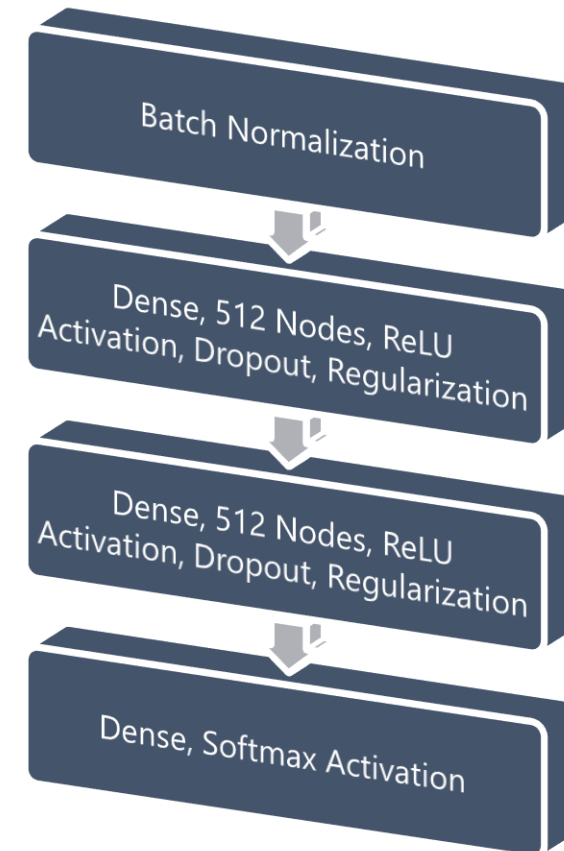 Batch Normalization
Dense, 512 Nodes, ReLU
Activation, Dropout, Regularization
Dense, 512 Nodes, ReLU
Activation, Dropout, Regularization
Dense, Softmax Activation